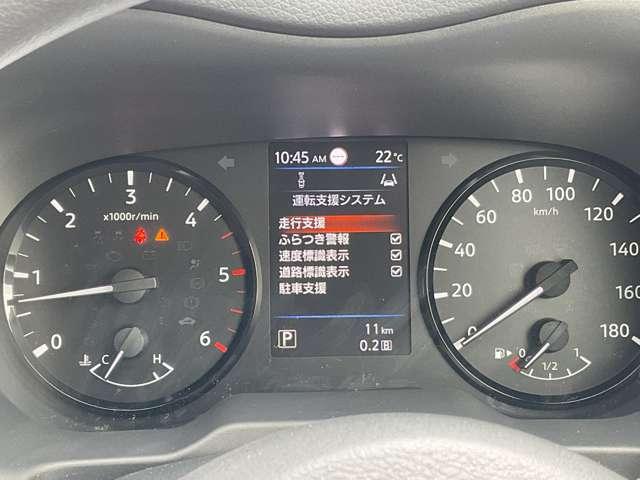 10:45 AM 22℃
運転支援システム
走行支援
ふらつき警報
速度標識表示
道路標識表示
駐車支援
P 11 km
0.2 B
0 1 2 3 4 5 6
x1000r/min
C H
0 20 40 60 80 100 120 140 160 180
km/h
0 1/2 1